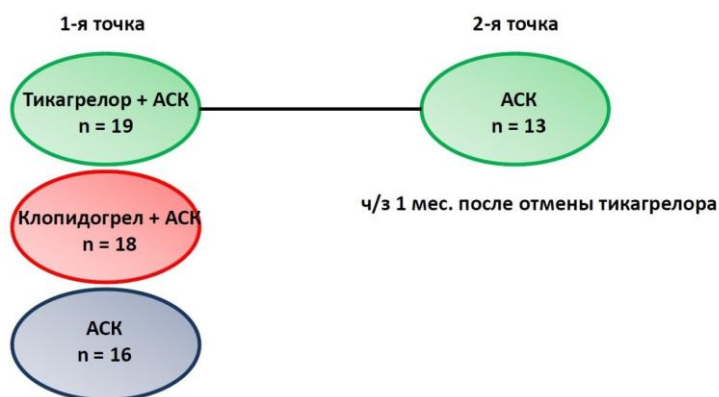 1-я точка
2-я точка
Тикагрелор + АСК
n = 19
АСК
n = 13
Клопидогрел + АСК
n = 18
ч/з 1 мес. после отмены тикагрелора
АСК
n = 16